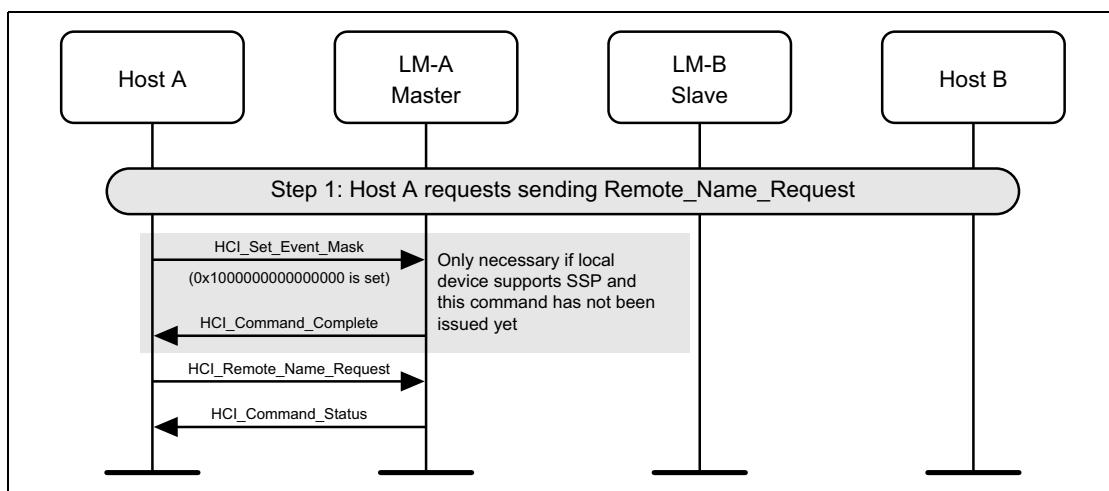 Host A
LM-A
Master
LM-B
Slave
Host B
Step 1: Host A requests sending Remote_Name_Request
HCI_Set_Event_Mask
(0x1000000000000000 is set)
Only necessary if local
device supports SSP and
this command has not been
issued yet
HCI_Command_Complete
HCI_Remote_Name_Request
HCI_Command_Status